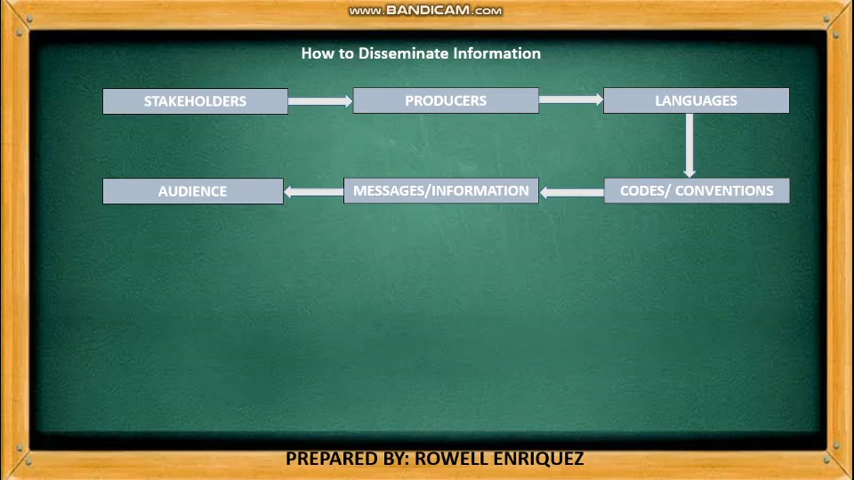 WWW.BANDICAM.COM
How to Disseminate Information
STAKEHOLDERS
PRODUCERS
LANGUAGES
AUDIENCE
MESSAGES/INFORMATION
CODES/ CONVENTIONS
PREPARED BY: ROWELL ENRIQUEZ